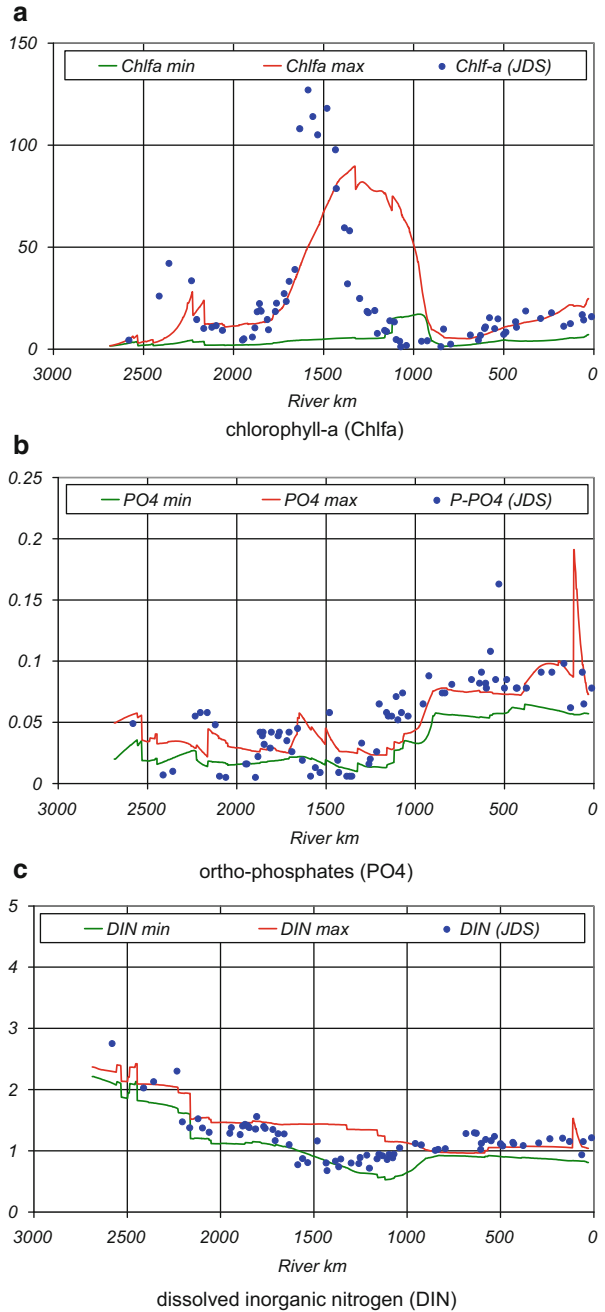 a
150
Chlfa min Chlfa max Chlf-a (JDS)
100
50
0
3000 2500 2000 1500 1000 500 0
River km
chlorophyll-a (Chlfa)
b
0.25
PO4 min PO4 max P-PO4 (JDS)
0.2
0.15
0.1
0.05
0
3000 2500 2000 1500 1000 500 0
River km
ortho-phosphates (PO4)
c
5
DIN min DIN max DIN (JDS)
4
3
2
1
0
3000 2500 2000 1500 1000 500 0
River km
dissolved inorganic nitrogen (DIN)